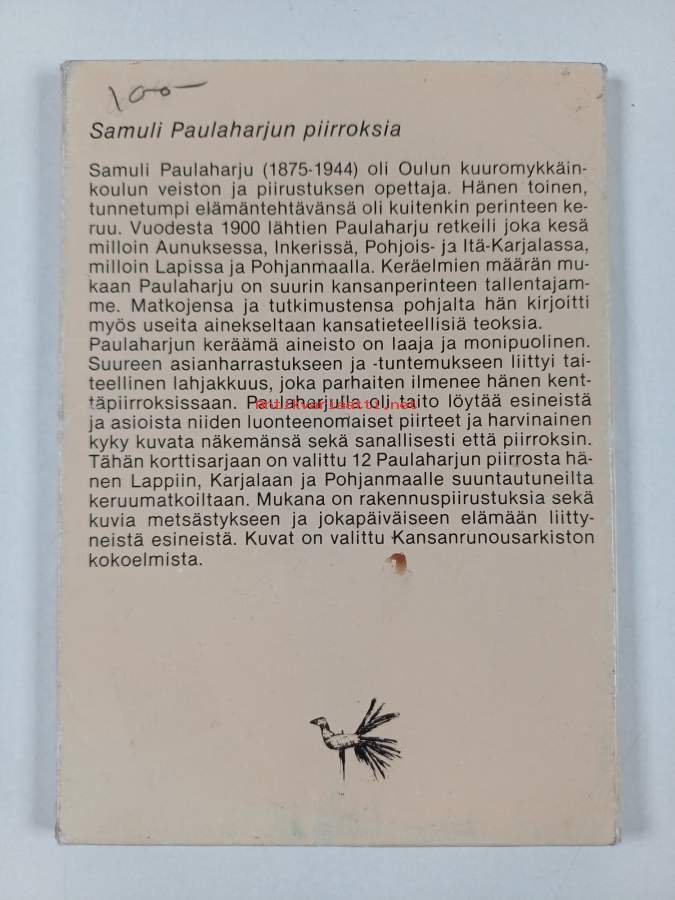 100-
Samuli Paulaharjun piirroksia
Samuli Paulaharju (1875-1944) oli Oulun kuuromykkäin-
koulun veiston ja piirustuksen opettaja. Hänen toinen,
tunnetumpi elämäntehtävänsä oli kuitenkin perinteen ke-
ruu. Vuodesta 1900 lähtien Paulaharju retkeili joka kesä
milloin Aunuksessa, Inkerissä, Pohjois- ja Itä-Karjalassa,
milloin Lapissa ja Pohjanmaalla. Keräelmien määrän mu-
kaan Paulaharju on suurin kansanperinteen tallentajam-
me. Matkojensa ja tutkimustensa pohjalta hän kirjoitti
myös useita ainekseltaan kansatieteellisiä teoksia.
Paulaharjun keräämä aineisto on laaja ja monipuolinen.
Suureen asianharrastukseen ja -tuntemukseen liittyi tai-
teellinen lahjakkuus, joka parhaiten ilmenee hänen kent-
täpiirroksissaan. Paulaharjulla oli taito löytää esineistä
Antikvariaatti.net
ja asioista niiden luonteenomaiset piirteet ja harvinainen
kyky kuvata näkemänsä sekä sanallisesti että piirroksin.
Tähän korttisarjaan on valittu 12 Paulaharjun piirrosta hä-
nen Lappiin, Karjalaan ja Pohjanmaalle suuntautuneilta
keruumatkoiltaan. Mukana on rakennuspiirustuksia sekä
kuvia metsästykseen ja jokapäiväiseen elämään liitty-
neistä esineistä. Kuvat on valittu Kansanrunousarkiston
kokoelmista.